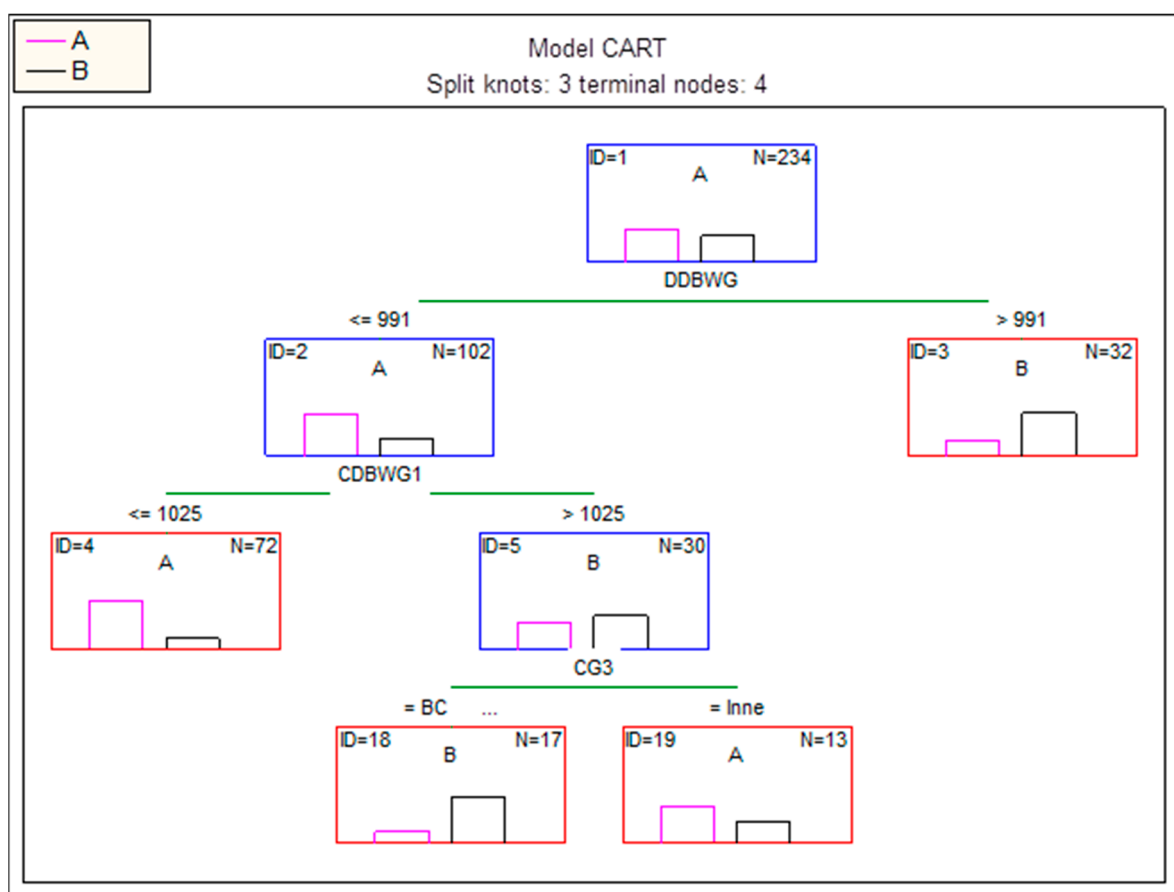 A
B
Model CART
Split knots: 3 terminal nodes: 4
ID=1 N=234
A
DDBWG
<= 991 > 991
ID=2 N=102 ID=3 N=32
A B
CDBWG1
<= 1025 > 1025
ID=4 N=72 ID=5 N=30
A B
CG3
= BC ... = Inne
ID=18 N=17 ID=19 N=13
B A